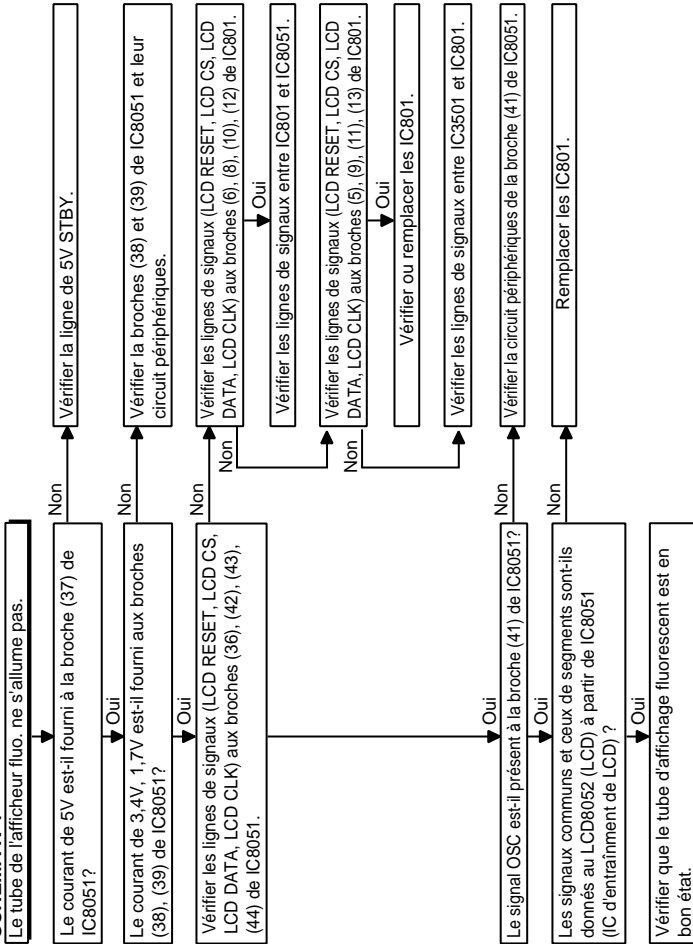 Le tube de l'afficheur fluo. ne s'allume pas.
Le courant de 5V est-il fourni à la broche (37) de
IC8051?
Non
Vérifier la ligne de 5V STBY.
Oui
Le courant de 3,4V, 1,7V est-il fourni aux broches
(38), (39) de IC8051?
Non
Vérifier la broches (38) et (39) de IC8051 et leur
circuit périphériques.
Oui
Vérifier les lignes de signaux (LCD RESET, LCD CS,
LCD DATA, LCD CLK) aux broches (36), (42), (43),
(44) de IC8051.
Non
Vérifier les lignes de signaux (LCD RESET, LCD CS, LCD
DATA, LCD CLK) aux broches (6), (8), (10), (12) de IC801.
Oui
Vérifier les lignes de signaux entre IC801 et IC8051.
Non
Vérifier les lignes de signaux (LCD RESET, LCD CS, LCD
DATA, LCD CLK) aux broches (5), (9), (11), (13) de IC801.
Oui
Vérifier ou remplacer les IC801.
Non
Vérifier les lignes de signaux entre IC3501 et IC801.
Oui
Le signal OSC est-il présent à la broche (41) de IC8051?
Non
Vérifier la circuit périphériques de la broche (41) de IC8051.
Oui
Les signaux communs et ceux de segments sont-ils
donnés au LCD8052 (LCD) à partir de IC8051
(IC d'entraînment de LCD) ?
Non
Remplacer les IC801.
Oui
Vérifier que le tube d'affichage fluorescent est en
bon état.